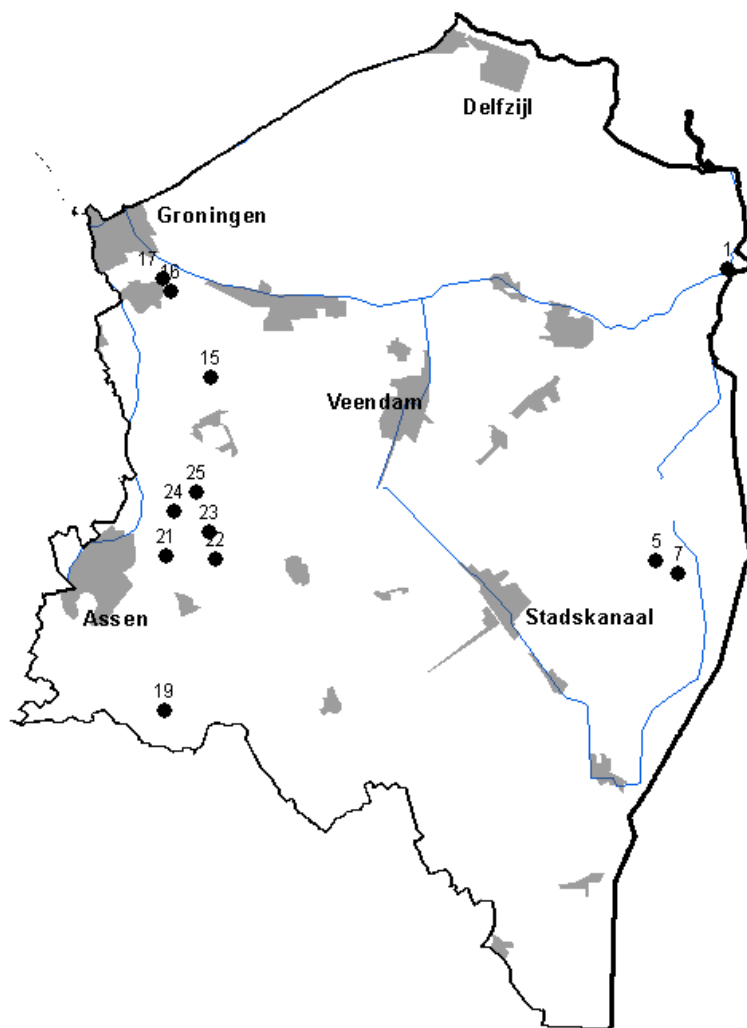 Delfzijl
Groningen
17
16
1
15
Veendam
25
24
23
21
22
5
7
Assen
Stadskanaal
19